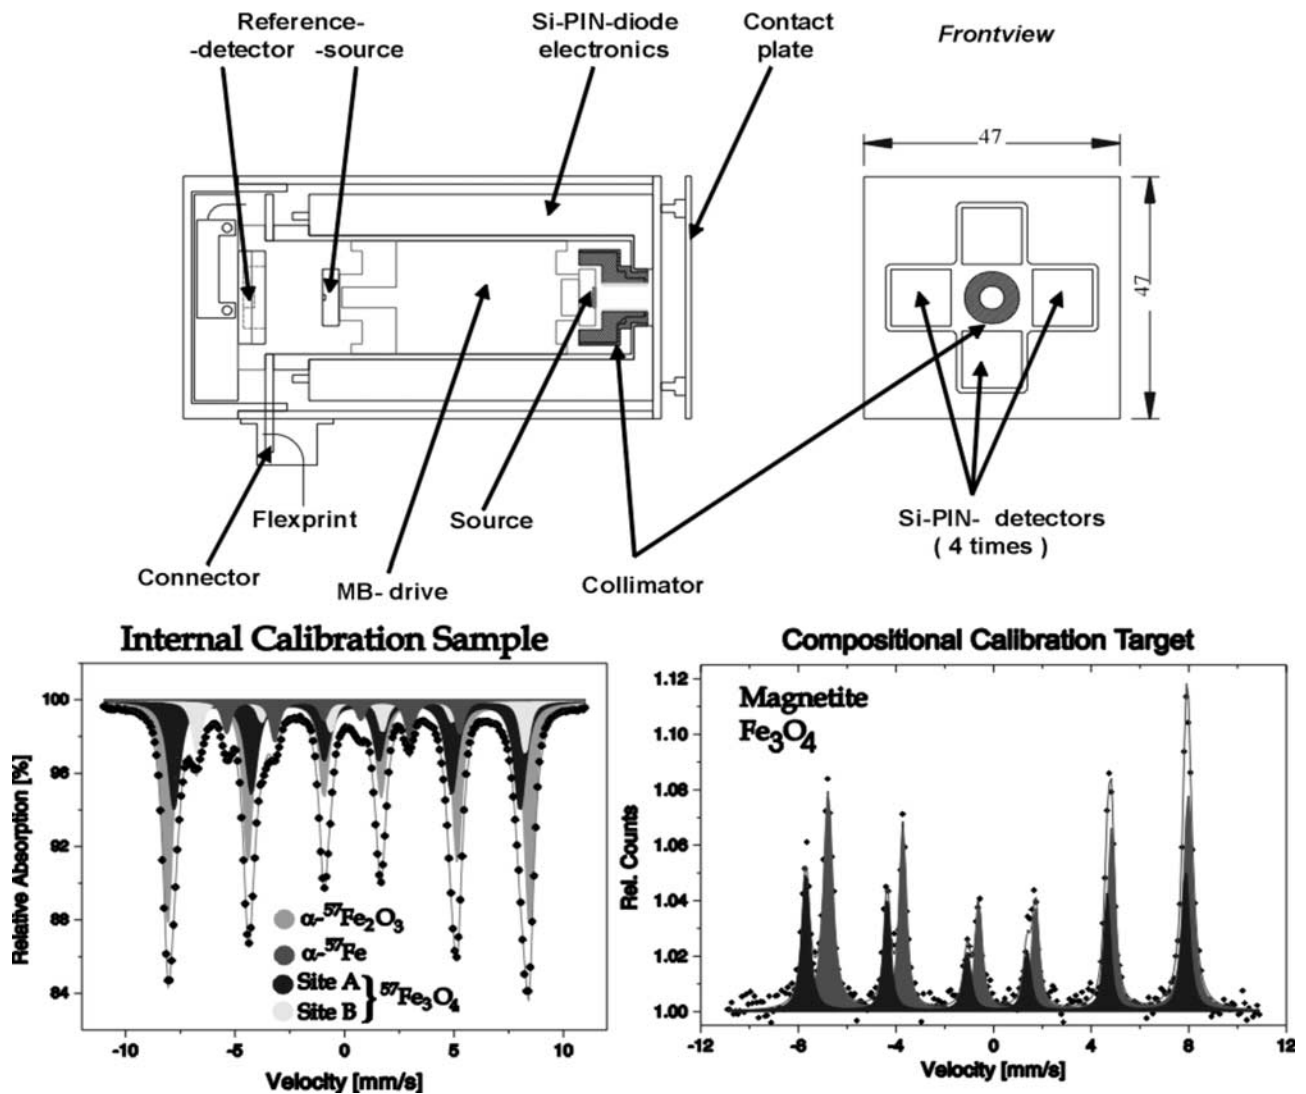 Reference-
-detector -source
Si-PIN-diode
electronics
Contact
plate
Frontview
47
47
Flexprint
Connector
MB- drive
Source
Collimator
Si-PIN- detectors
( 4 times )
Internal Calibration Sample
Relative Absorption [%]
100
96
92
88
84
α-⁵⁷Fe₂O₃
α-⁵⁷Fe
Site A
Site B
} ⁵⁷Fe₃O₄
-10 -5 0 5 10
Velocity [mm/s]
Compositional Calibration Target
Rel. Counts
1.12
1.10
1.08
1.06
1.04
1.02
1.00
Magnetite
Fe₃O₄
-12 -8 -4 0 4 8 12
Velocity [mm/s]